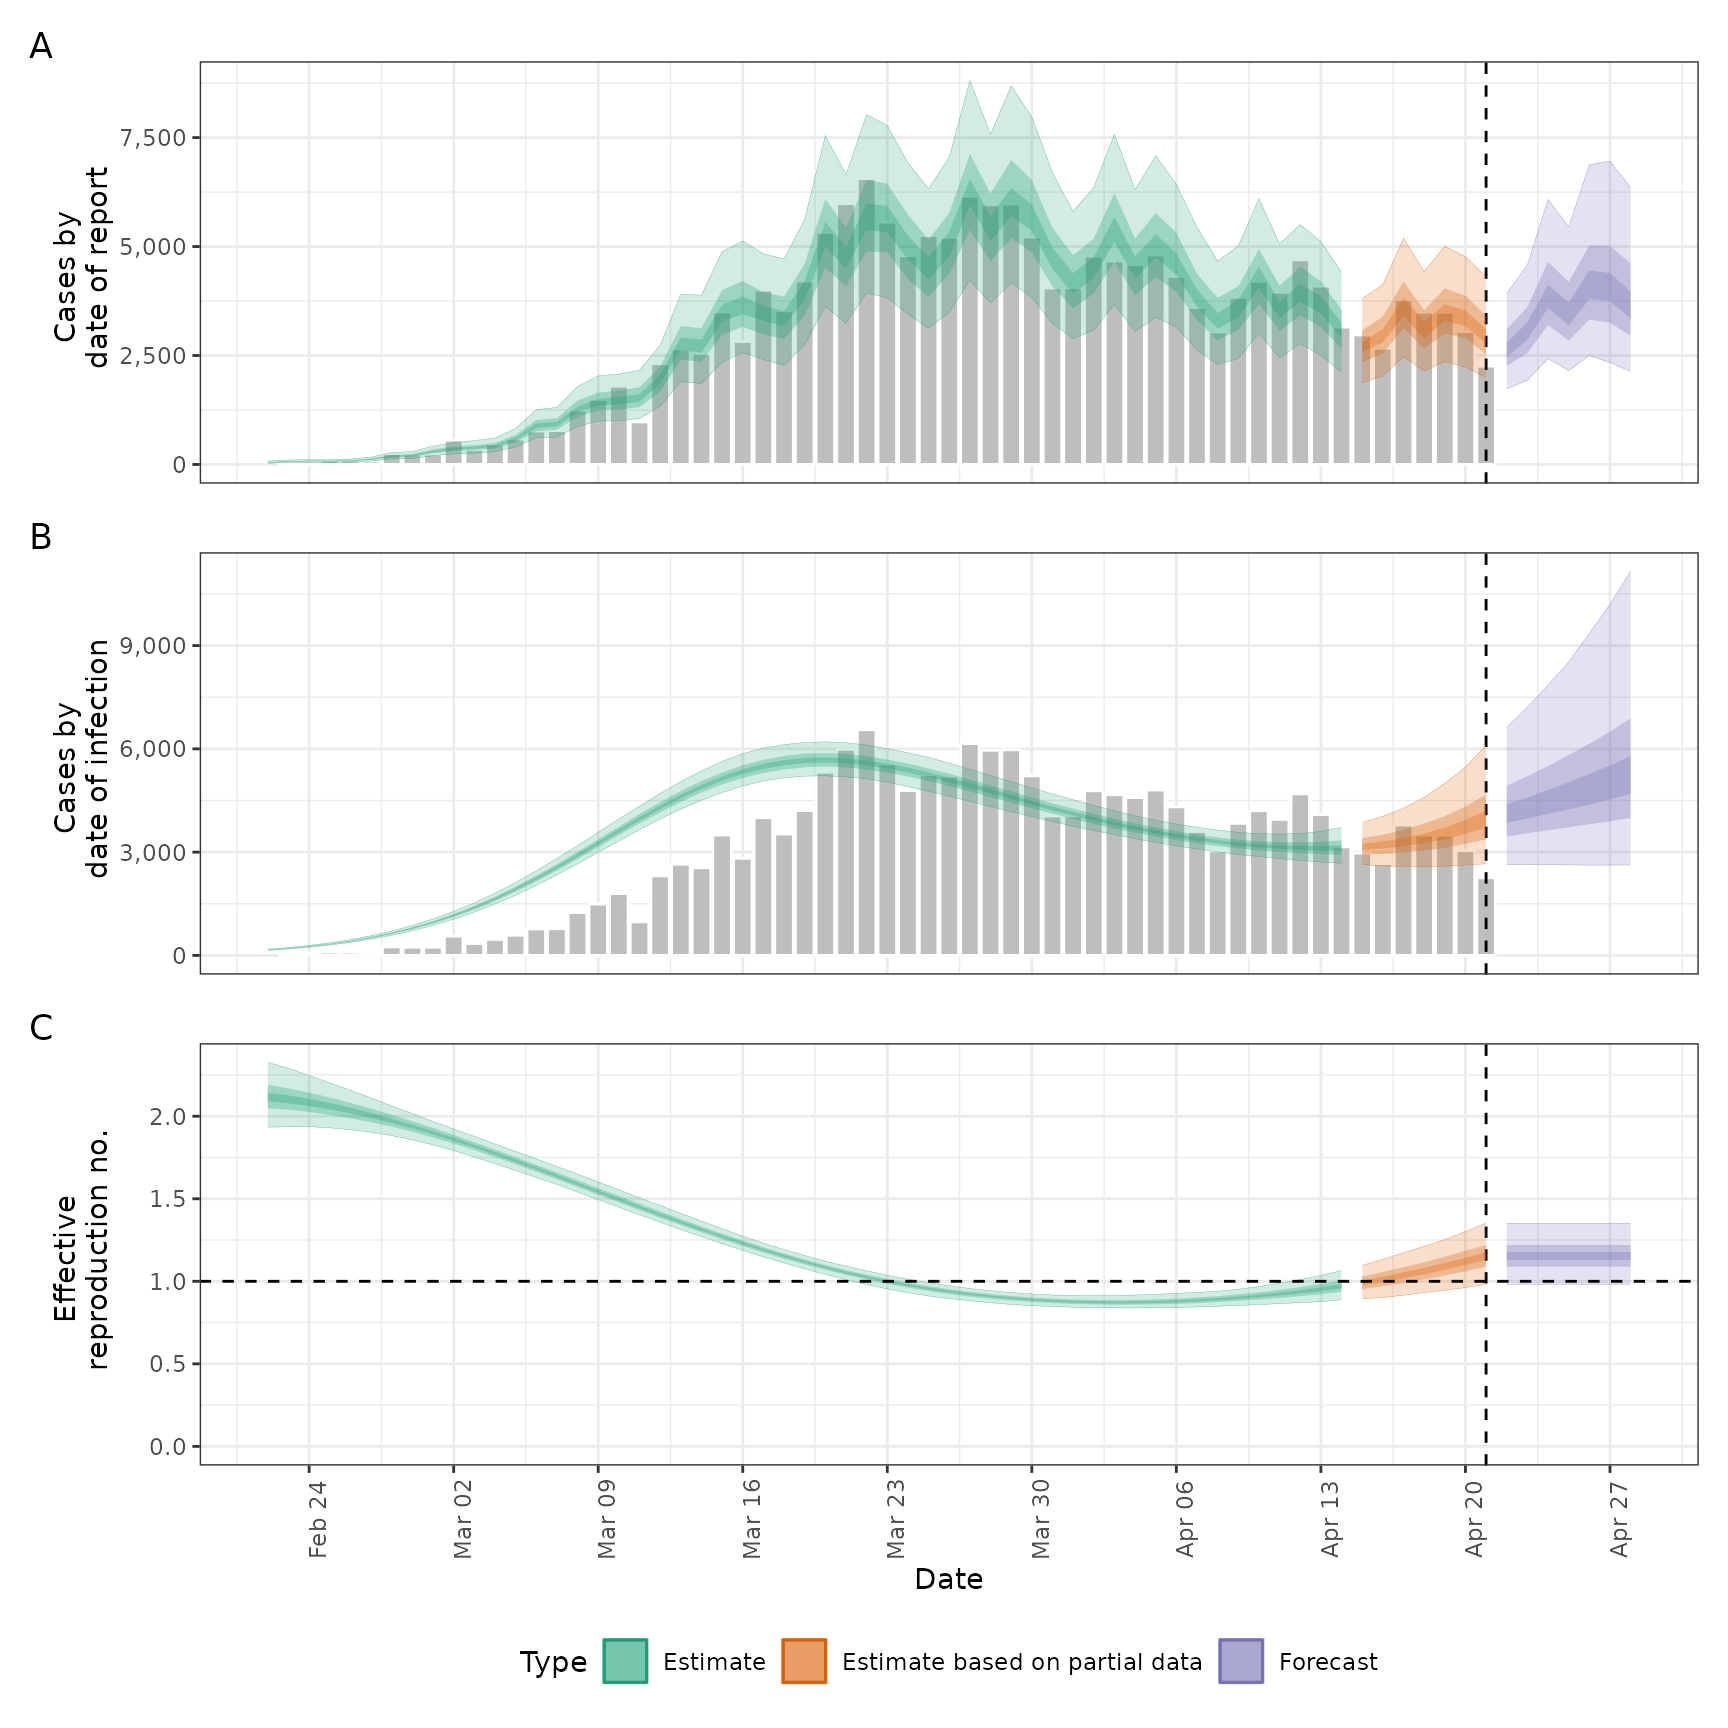 A
Cases by
date of report
7,500
5,000
2,500
0
B
Cases by
date of infection
9,000
6,000
3,000
0
C
Effective
reproduction no.
2.0
1.5
1.0
0.5
0.0
Feb 24
Mar 02
Mar 09
Mar 16
Mar 23
Mar 30
Apr 06
Apr 13
Apr 20
Apr 27
Date
Type
Estimate
Estimate based on partial data
Forecast